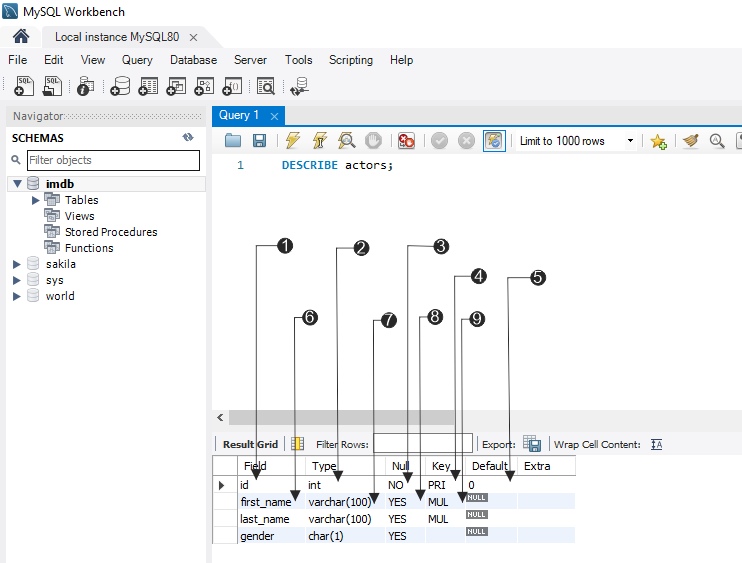 MySQL Workbench
Local instance MySQL80
File Edit View Query Database Server Tools Scripting Help
Navigator
Query 1
SCHEMAS
Filter objects
Limit to 1000 rows
1 DESCRIBE actors;
imdb
Tables
Views
Stored Procedures
Functions
sakila
sys
world
1 2 3 4 5
6 7 8 9
Result Grid Filter Rows: Export: Wrap Cell Content:
Field Type Null Key Default Extra
id int NO PRI 0
first_name varchar(100) YES MUL NULL
last_name varchar(100) YES MUL NULL
gender char(1) YES NULL